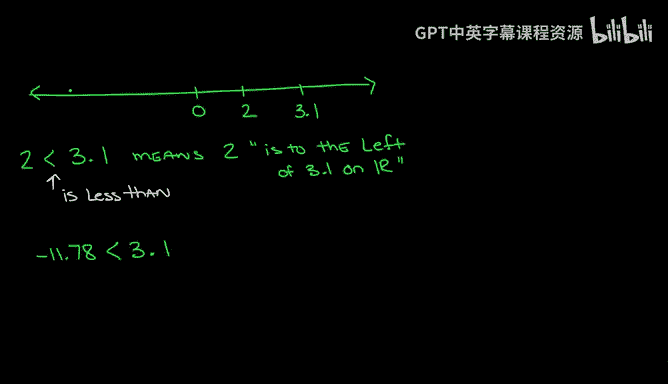 GPT中英字幕课程资源 bilibili
0 2 3.1
2 < 3.1 MEANS 2 "is to the Left
of 3.1 on ℝ"
↑
is Less than
-11.78 < 3.1